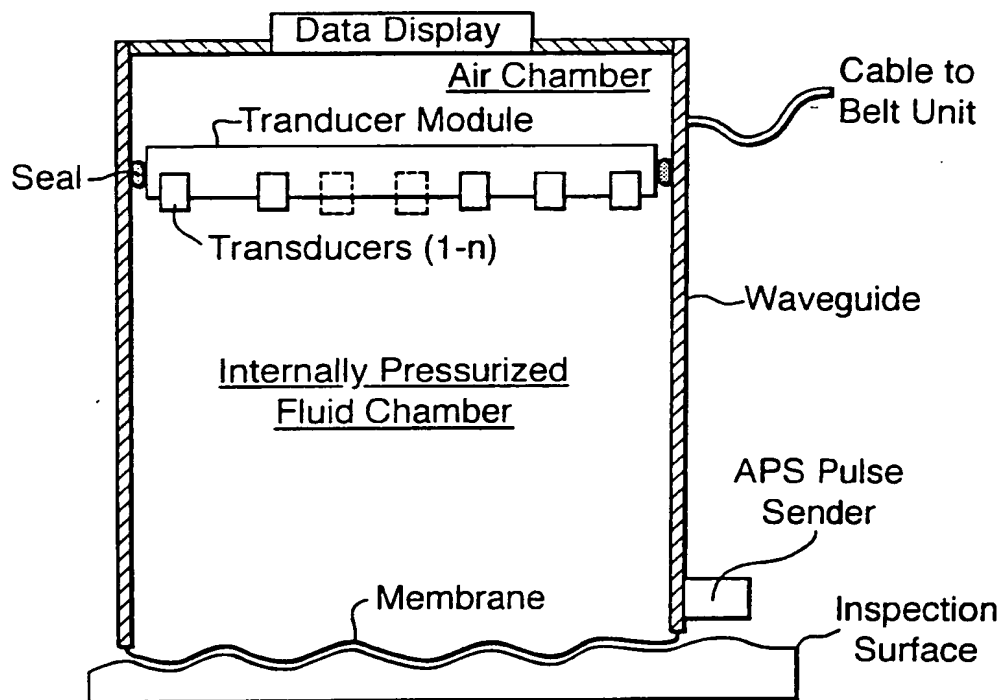 Data Display
Air Chamber
Cable to
Belt Unit
Tranducer Module
Seal
Transducers (1-n)
Waveguide
Internally Pressurized
Fluid Chamber
APS Pulse
Sender
Membrane
Inspection
Surface